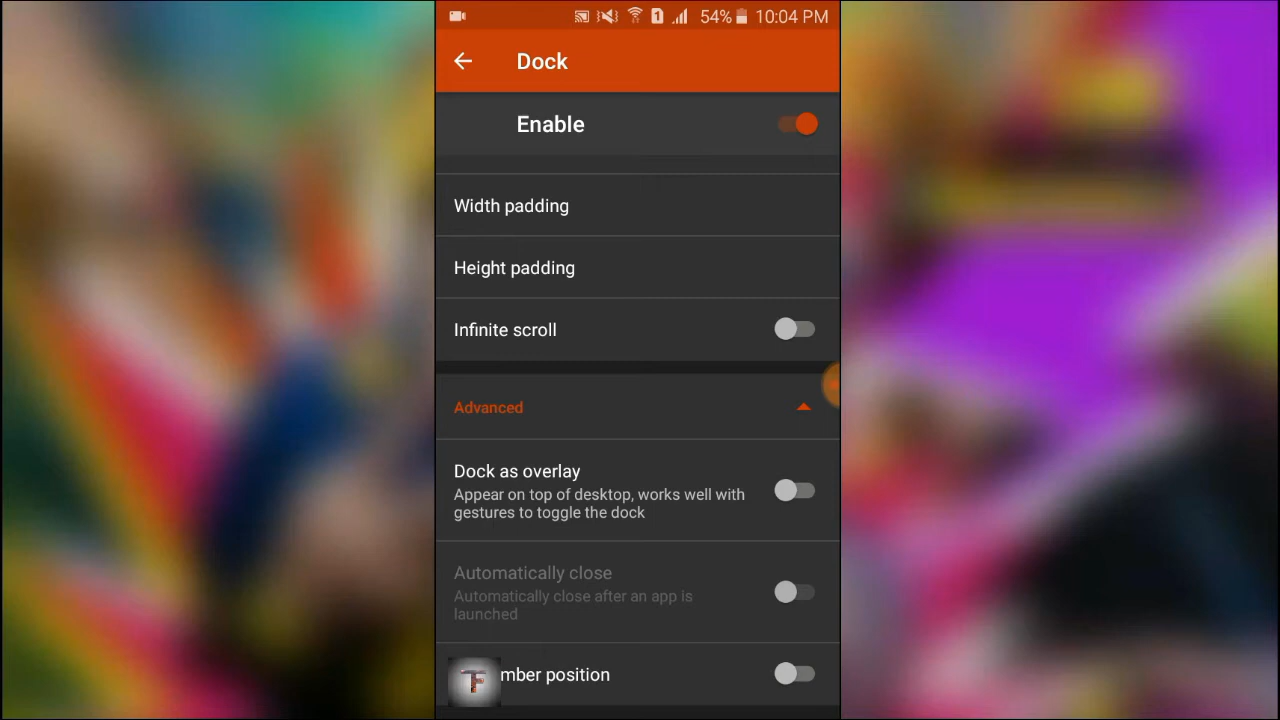 1 54% 10:04 PM
Dock
Enable
Width padding
Height padding
Infinite scroll
Advanced
Dock as overlay
Appear on top of desktop, works well with
gestures to toggle the dock
Automatically close
Automatically close after an app is
launched
mber position
TF